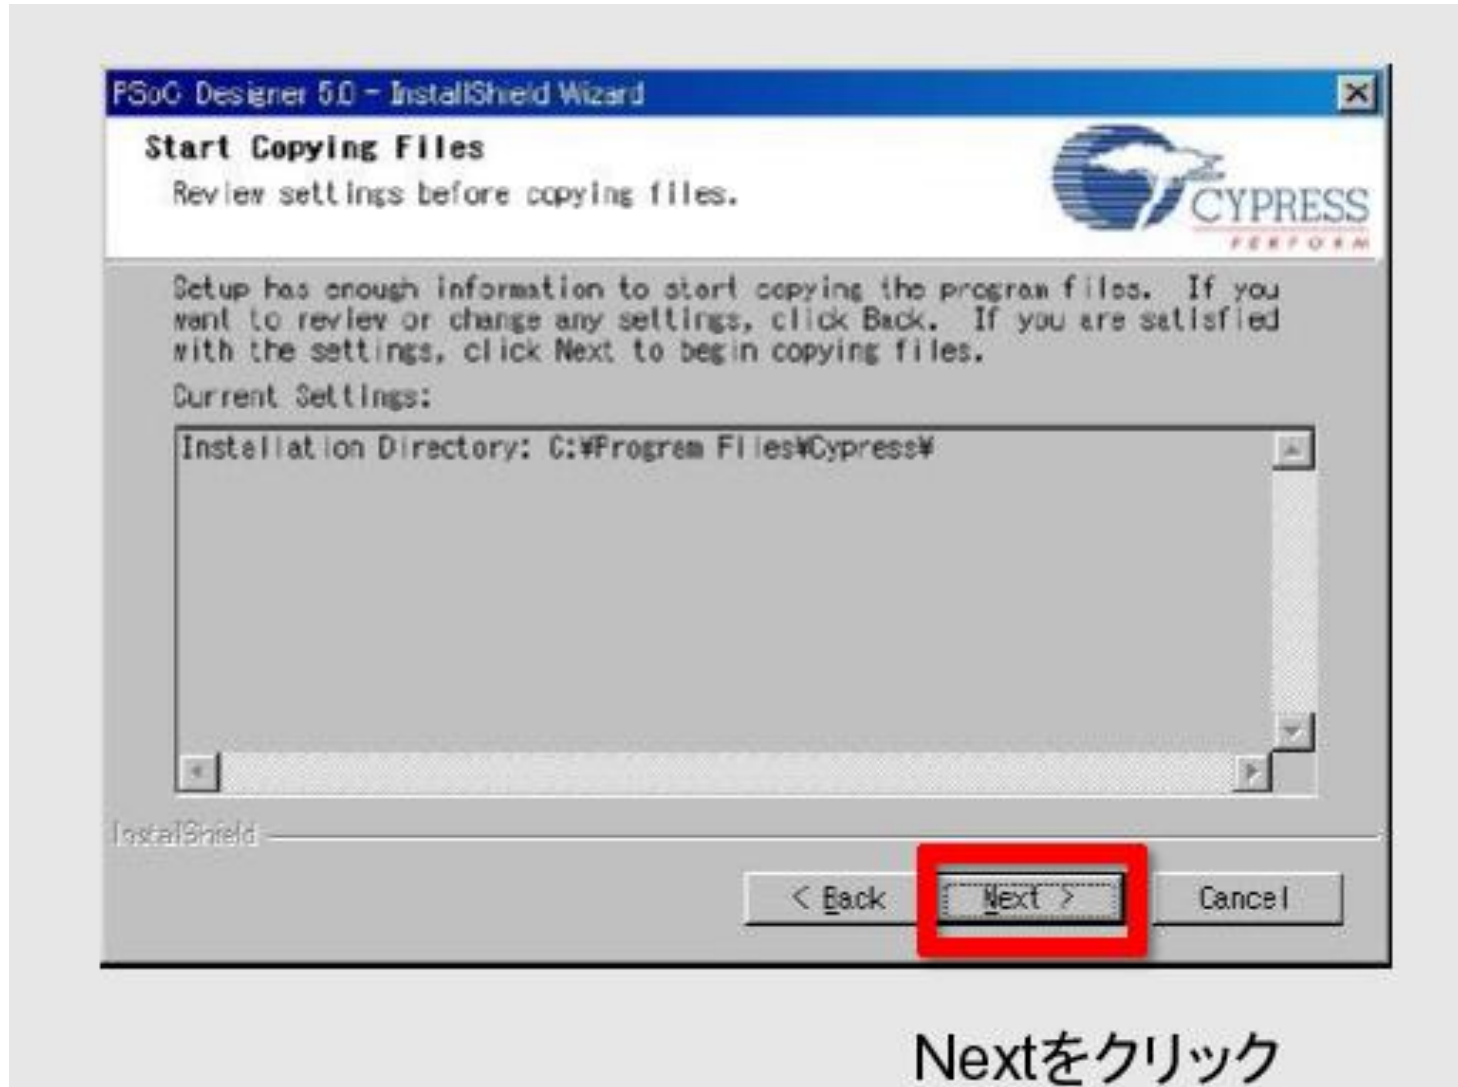 PSoC Designer 5.0 - InstallShield Wizard
Start Copying Files
Review settings before copying files.
CYPRESS
PERFORM
Setup has enough information to start copying the program files. If you
want to review or change any settings, click Back. If you are satisfied
with the settings, click Next to begin copying files.
Current Settings:
Installation Directory: C:¥Program Files¥Cypress¥
InstallShield
< Back Next > Cancel
Nextをクリック